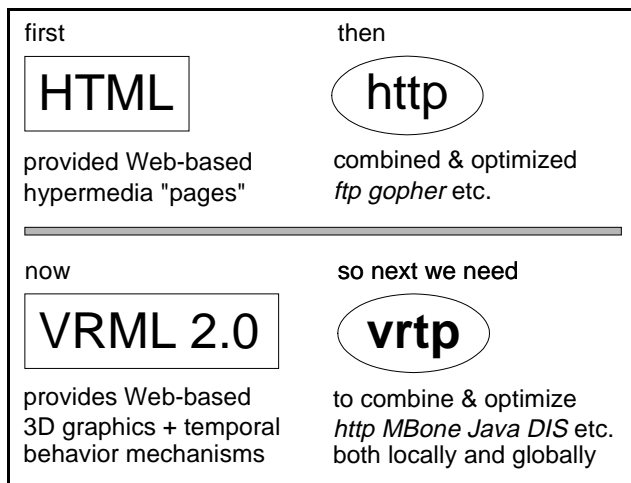 first
HTML
provided Web-based
hypermedia "pages"
then
http
combined & optimized
ftp gopher etc.
now
VRML 2.0
provides Web-based
3D graphics + temporal
behavior mechanisms
so next we need
vrtp
to combine & optimize
http MBone Java DIS etc.
both locally and globally